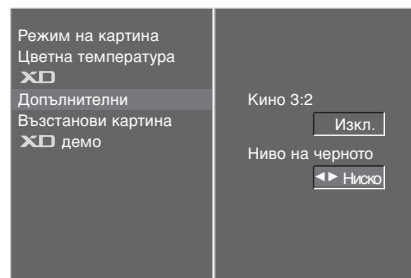 Режим на картина
Цветна температура
XD
Допълнителни
Възстанови картина
XD демо
Кино 3:2
Изкл.
Ниво на черното
◄► Ниско